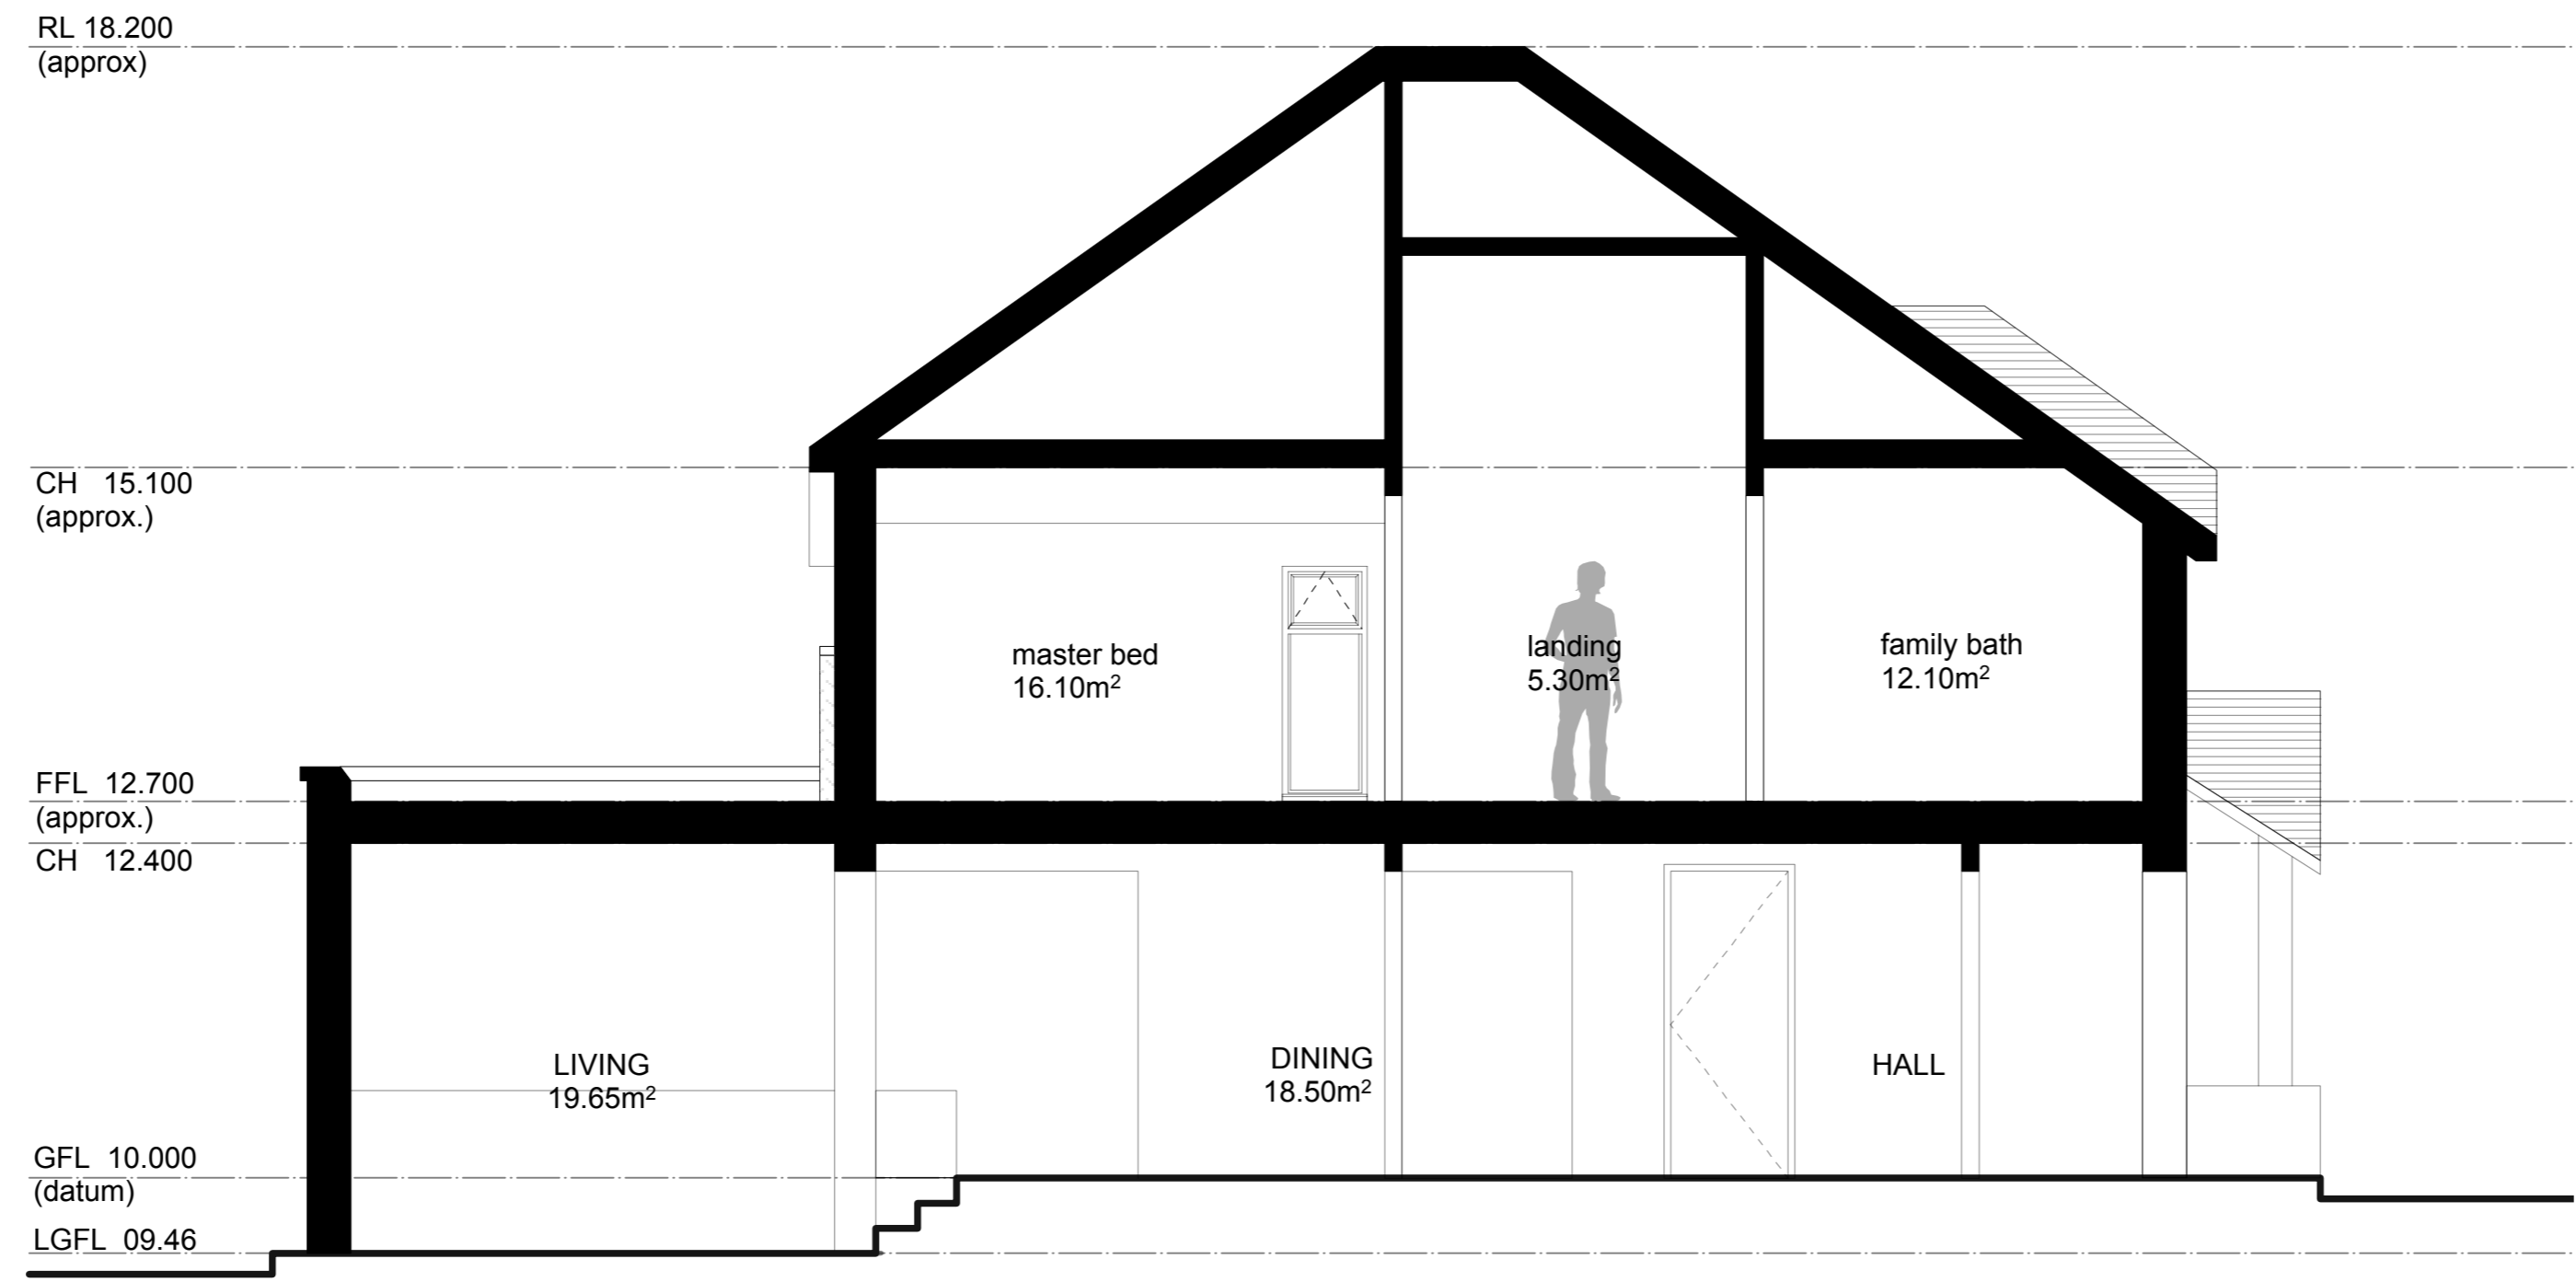 RL 18.200
(approx)
CH 15.100
(approx.)
master bed
16.10m²
landing
5.30m²
family bath
12.10m²
FFL 12.700
(approx.)
CH 12.400
LIVING
19.65m²
DINING
18.50m²
HALL
GFL 10.000
(datum)
LGFL 09.46